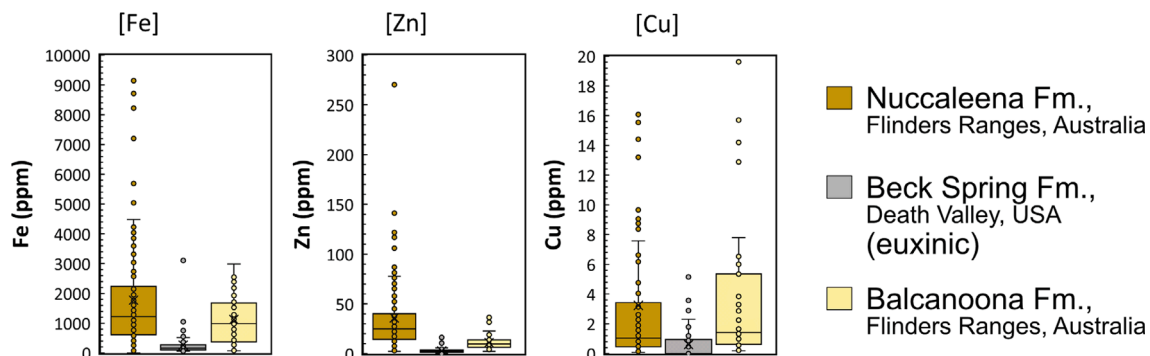 [Fe]
[Zn]
[Cu]
Fe (ppm)
10000
9000
8000
7000
6000
5000
4000
3000
2000
1000
0
Zn (ppm)
300
250
200
150
100
50
0
Cu (ppm)
20
18
16
14
12
10
8
6
4
2
0
Nuccaleena Fm.,
Flinders Ranges, Australia
Beck Spring Fm.,
Death Valley, USA
(euxinic)
Balcanoona Fm.,
Flinders Ranges, Australia